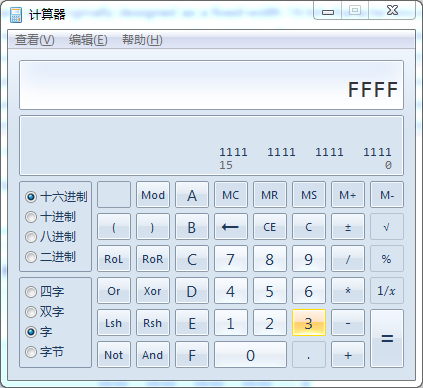 计算器
查看(V) 编辑(E) 帮助(H)
FFFF
1111 1111 1111 1111
15 0
十六进制 Mod A MC MR MS M+ M-
十进制 ( ) B ← CE C ± √
八进制 RoL RoR C 7 8 9 / %
二进制
四字 Or Xor D 4 5 6 * 1/x
双字
字 Lsh Rsh E 1 2 3 - =
字节 Not And F 0 . +